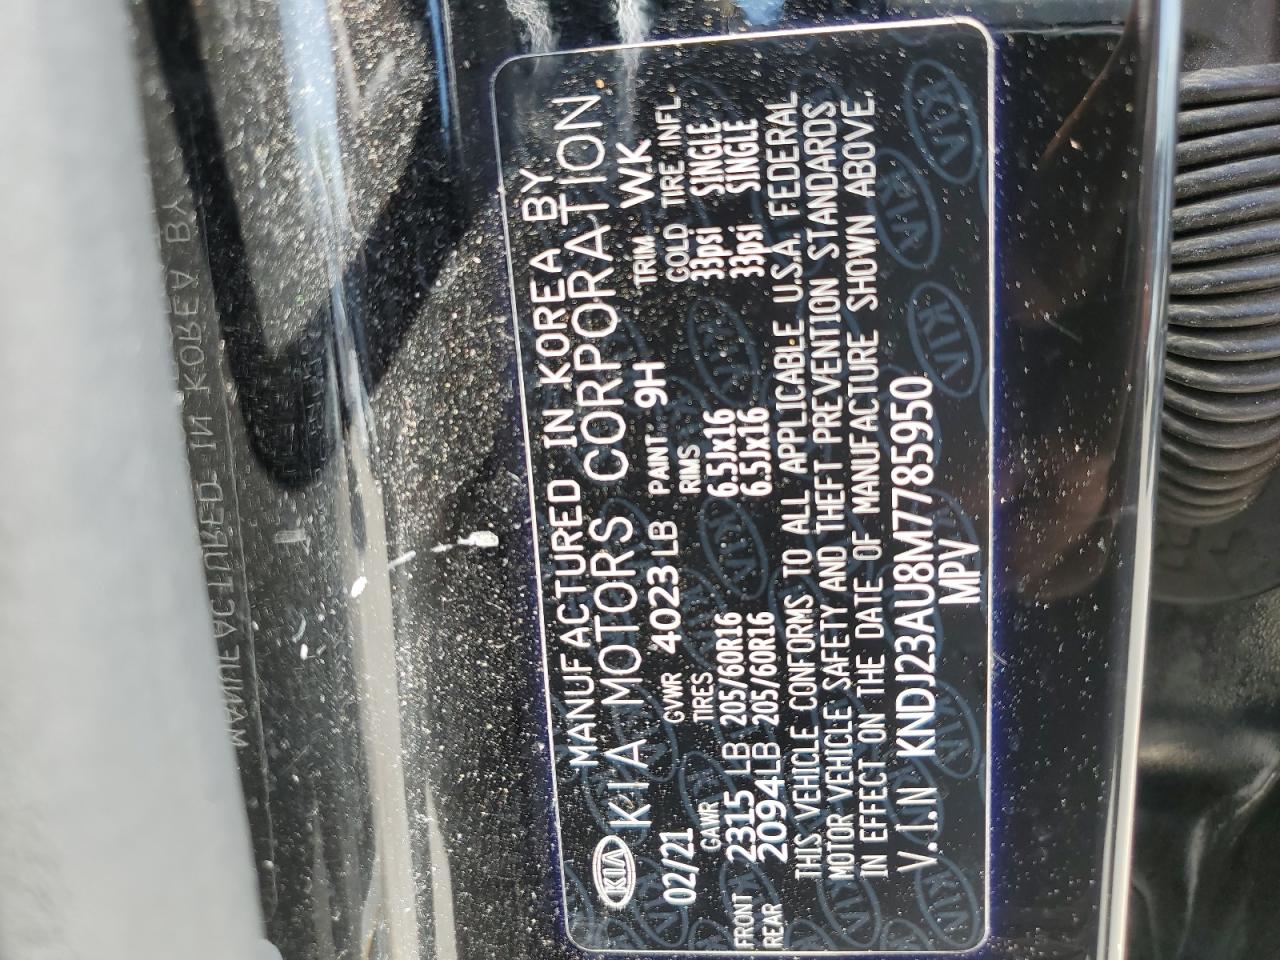 MANUFACTURED IN KOREA BY
KIA KIA MOTORS CORPORATION
02/21 GVWR 4023 LB PAINT 9H TRIM WK
GAWR TIRES RIMS COLD TIRE INFL.
FRONT 2315 LB 205/60R16 6.5Jx16 33psi SINGLE
REAR 2094 LB 205/60R16 6.5Jx16 33psi SINGLE
THIS VEHICLE CONFORMS TO ALL APPLICABLE U.S.A. FEDERAL
MOTOR VEHICLE SAFETY AND THEFT PREVENTION STANDARDS
IN EFFECT ON THE DATE OF MANUFACTURE SHOWN ABOVE.
V.I.N KNDJ23AU8M7785950
MPV